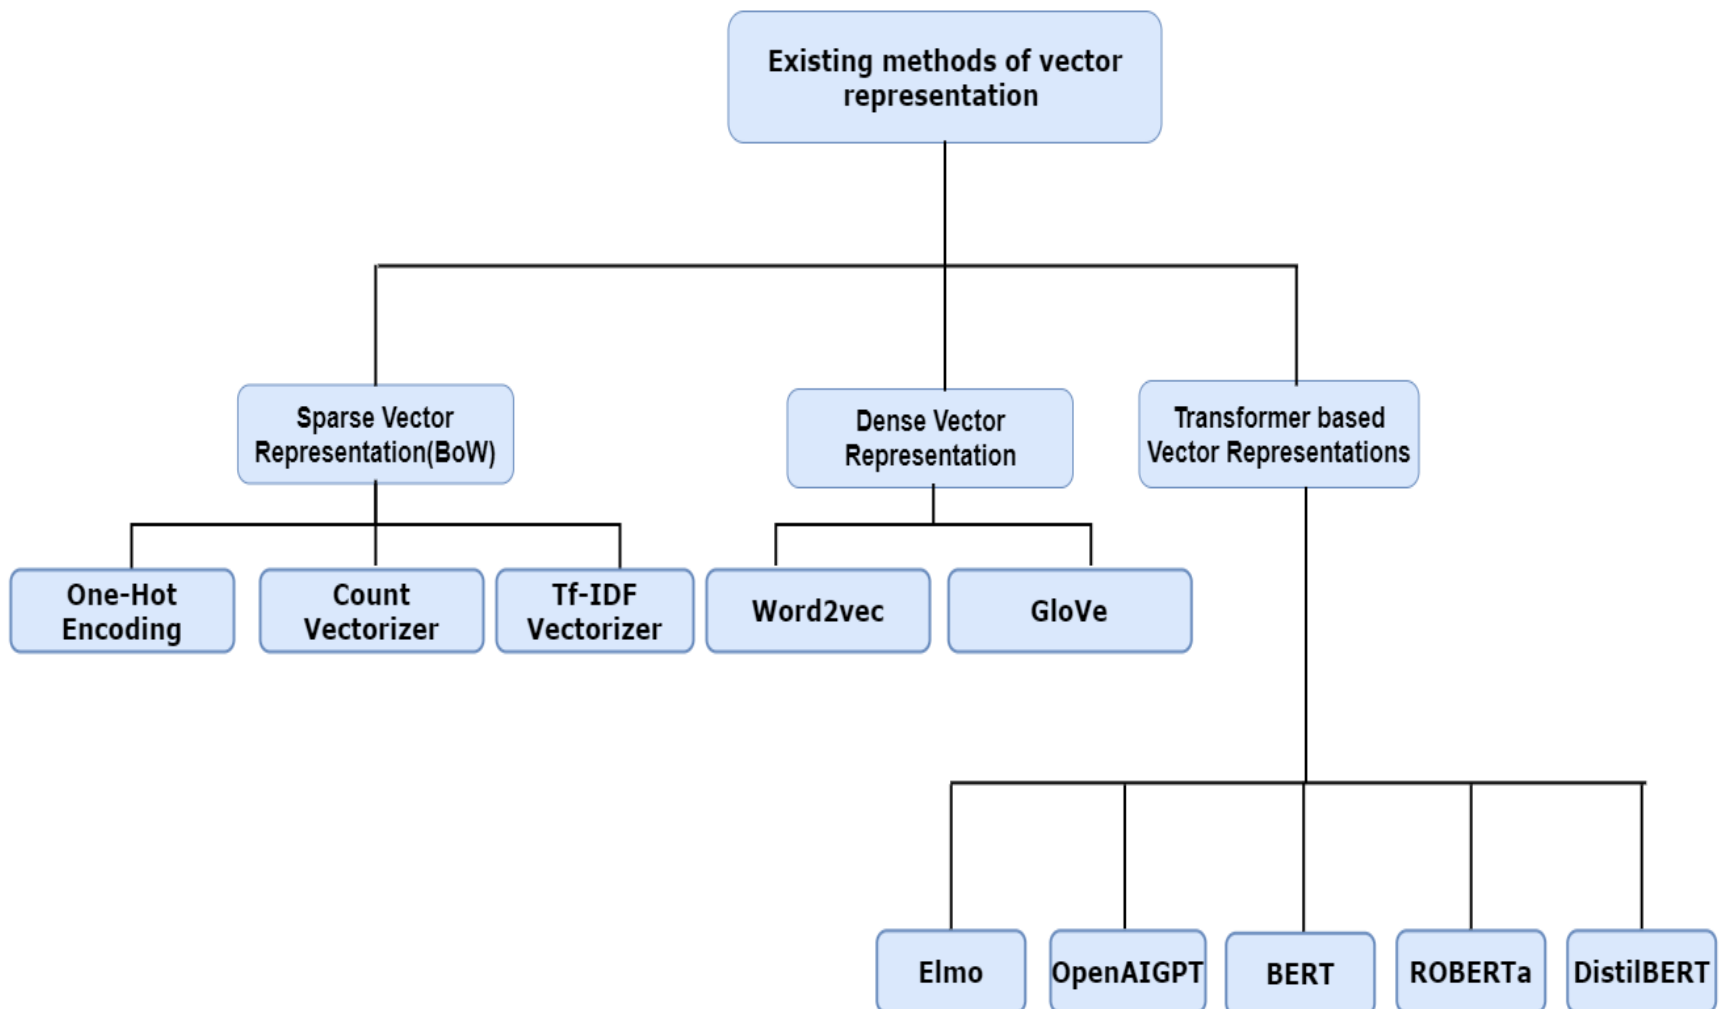 Existing methods of vector
representation
Sparse Vector
Representation(BoW)
Dense Vector
Representation
Transformer based
Vector Representations
One-Hot
Encoding
Count
Vectorizer
Tf-IDF
Vectorizer
Word2vec
GloVe
Elmo
OpenAIGPT
BERT
ROBERTa
DistilBERT